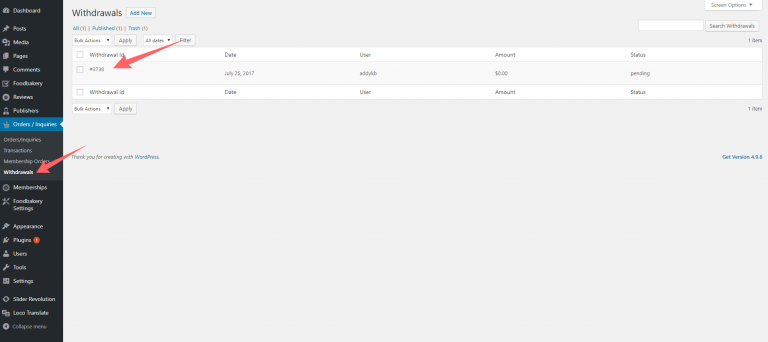 Dashboard
Posts
Media
Pages
Comments
Foodbakery
Reviews
Publishers
Orders / Inquiries
Orders/Inquiries
Transactions
Membership Orders
Withdrawals
Memberships
Foodbakery
Settings
Appearance
Plugins 1
Users
Tools
Settings
Slider Revolution
Loco Translate
Collapse menu
Screen Options ▼
Withdrawals Add New
All (1) | Published (1) | Trash (1)
Search Withdrawals
Bulk Actions ▼ Apply All dates ▼ Filter 1 item
Withdrawal Id Date User Amount Status
#3738 July 25, 2017 addykb $0.00 pending
Withdrawal Id Date User Amount Status
Bulk Actions ▼ Apply 1 item
Thank you for creating with WordPress. Get Version 4.9.6